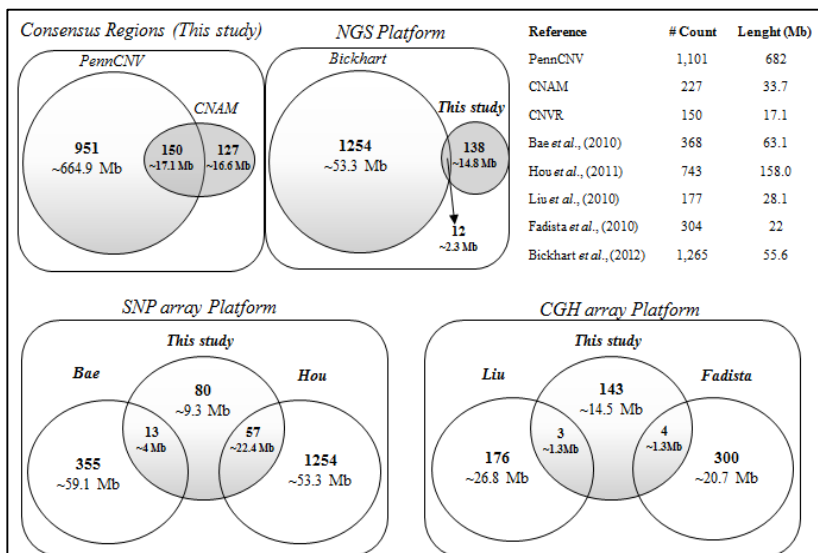 Consensus Regions (This study)
PennCNV
CNAM
951
~664.9 Mb
150
~17.1 Mb
127
~16.6 Mb
NGS Platform
Bickhart
This study
1254
~53.3 Mb
138
~14.8 Mb
12
~2.3 Mb
Reference # Count Lenght (Mb)
PennCNV 1,101 682
CNAM 227 33.7
CNVR 150 17.1
Bae et al., (2010) 368 63.1
Hou et al., (2011) 743 158.0
Liu et al., (2010) 177 28.1
Fadista et al., (2010) 304 22
Bickhart et al., (2012) 1,265 55.6
SNP array Platform
This study
Bae
Hou
80
~9.3 Mb
13
~4 Mb
57
~22.4 Mb
355
~59.1 Mb
1254
~53.3 Mb
CGH array Platform
This study
Liu
Fadista
143
~14.5 Mb
3
~1.3Mb
4
~1.3Mb
176
~26.8 Mb
300
~20.7 Mb